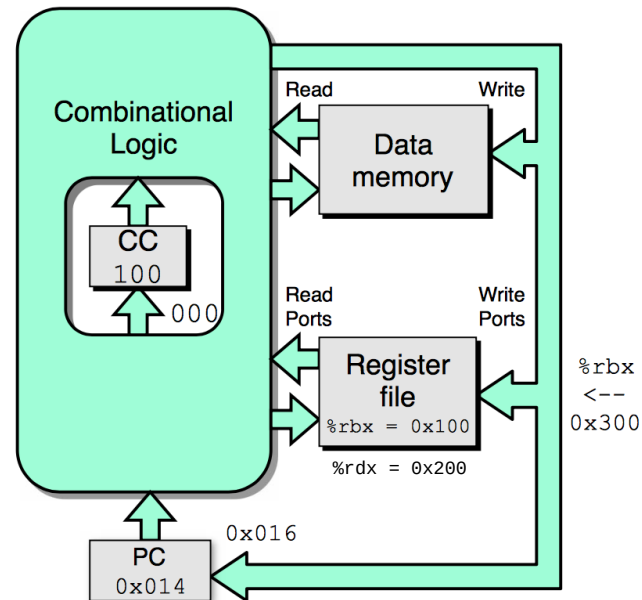 Combinational
Logic
CC
100
000
Read
Write
Data
memory
Read
Ports
Write
Ports
Register
file
%rbx = 0x100
%rdx = 0x200
%rbx
<--
0x300
0x016
PC
0x014